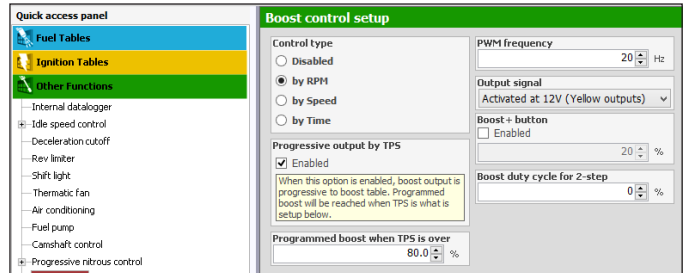 Quick access panel
Fuel Tables
Ignition Tables
Other Functions
Internal datalogger
Idle speed control
Deceleration cutoff
Rev limiter
Shift light
Thermatic fan
Air conditioning
Fuel pump
Camshaft control
Progressive nitrous control
Boost control setup
Control type
Disabled
by RPM
by Speed
by Time
Progressive output by TPS
Enabled
When this option is enabled, boost output is
progressive to boost table. Programmed
boost will be reached when TPS is what is
setup below.
Programmed boost when TPS is over
80.0 %
PWM frequency
20 Hz
Output signal
Activated at 12V (Yellow outputs)
Boost+ button
Enabled
20 %
Boost duty cycle for 2-step
0 %